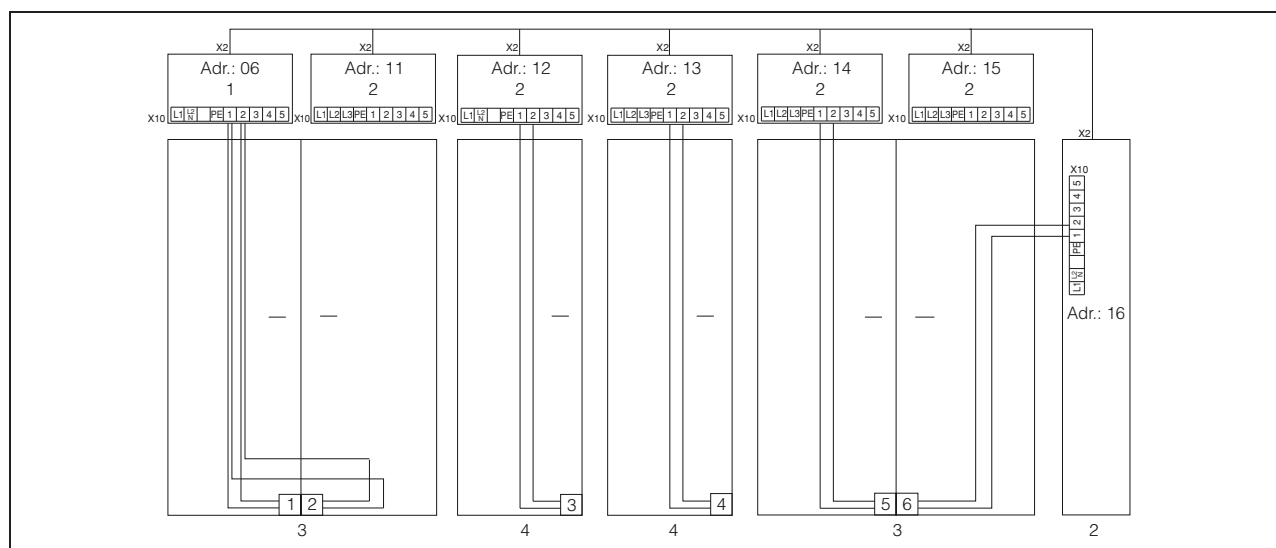 X2 X2 X2 X2 X2 X2
Adr.: 06 Adr.: 11 Adr.: 12 Adr.: 13 Adr.: 14 Adr.: 15
1 2 2 2 2 2
X10 L1 L2 N PE 1 2 3 4 5
X10 L1 L2 L3 PE 1 2 3 4 5
X10 L1 L2 N PE 1 2 3 4 5
X10 L1 L2 L3 PE 1 2 3 4 5
X10 L1 L2 L3 PE 1 2 3 4 5
X10 L1 L2 L3 PE 1 2 3 4 5
X2
X10
L1 L2 N PE 1 2 3 4 5
Adr.: 16
1 2 3 4 5 6
3 4 4 3 2